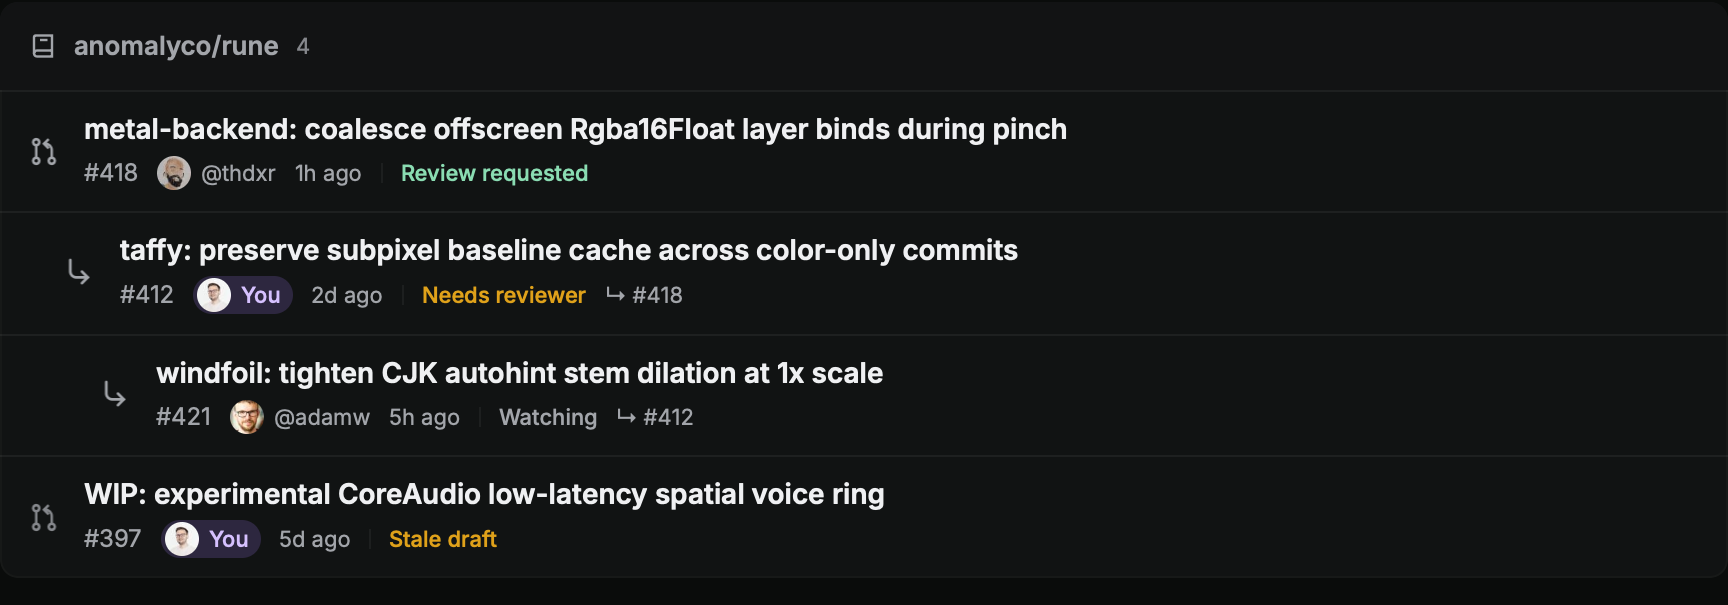 anomalyco/rune 4
metal-backend: coalesce offscreen Rgba16Float layer binds during pinch
#418 @thdxr 1h ago Review requested
taffy: preserve subpixel baseline cache across color-only commits
#412 You 2d ago Needs reviewer ↳ #418
windfoil: tighten CJK autohint stem dilation at 1x scale
#421 @adamw 5h ago Watching ↳ #412
WIP: experimental CoreAudio low-latency spatial voice ring
#397 You 5d ago Stale draft